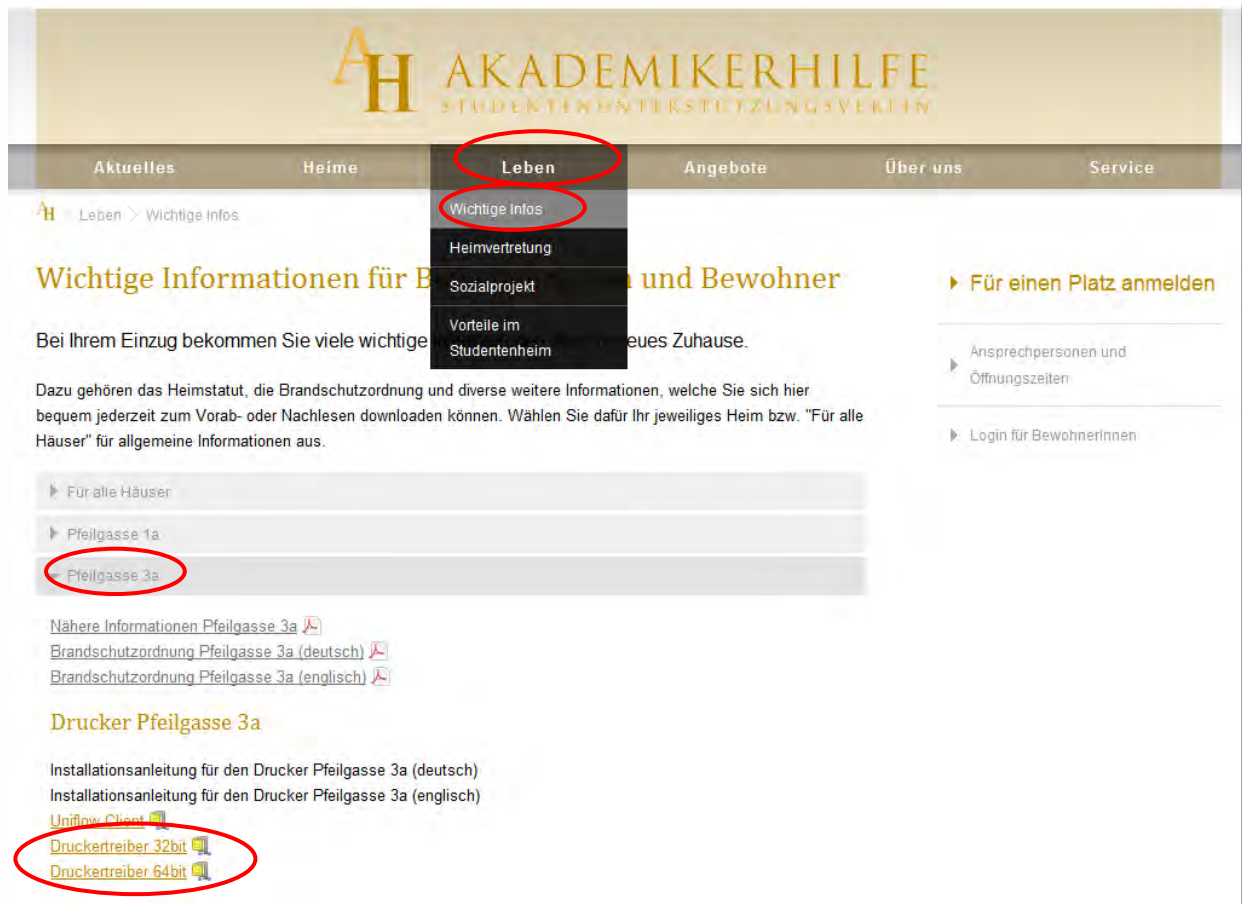 AH AKADEMIKERHILFE
STUDENTENUNTERSTÜTZUNGSVEREIN
Aktuelles Heime Leben Angebote Über uns Service
AH Leben > Wichtige Infos
Wichtige Infos
Heimvertretung
Sozialprojekt
Vorteile im
Studentenheim
Wichtige Informationen für B und Bewohner
Bei Ihrem Einzug bekommen Sie viele wichtige eues Zuhause.
Dazu gehören das Heimstatut, die Brandschutzordnung und diverse weitere Informationen, welche Sie sich hier
bequem jederzeit zum Vorab- oder Nachlesen downloaden können. Wählen Sie dafür Ihr jeweiliges Heim bzw. "Für alle
Häuser" für allgemeine Informationen aus.
Für alle Häuser
Pfeilgasse 1a
Pfeilgasse 3a
Nähere Informationen Pfeilgasse 3a
Brandschutzordnung Pfeilgasse 3a (deutsch)
Brandschutzordnung Pfeilgasse 3a (englisch)
Drucker Pfeilgasse 3a
Installationsanleitung für den Drucker Pfeilgasse 3a (deutsch)
Installationsanleitung für den Drucker Pfeilgasse 3a (englisch)
Uniflow Client
Druckertreiber 32bit
Druckertreiber 64bit
Für einen Platz anmelden
Ansprechpersonen und
Öffnungszeiten
Login für BewohnerInnen